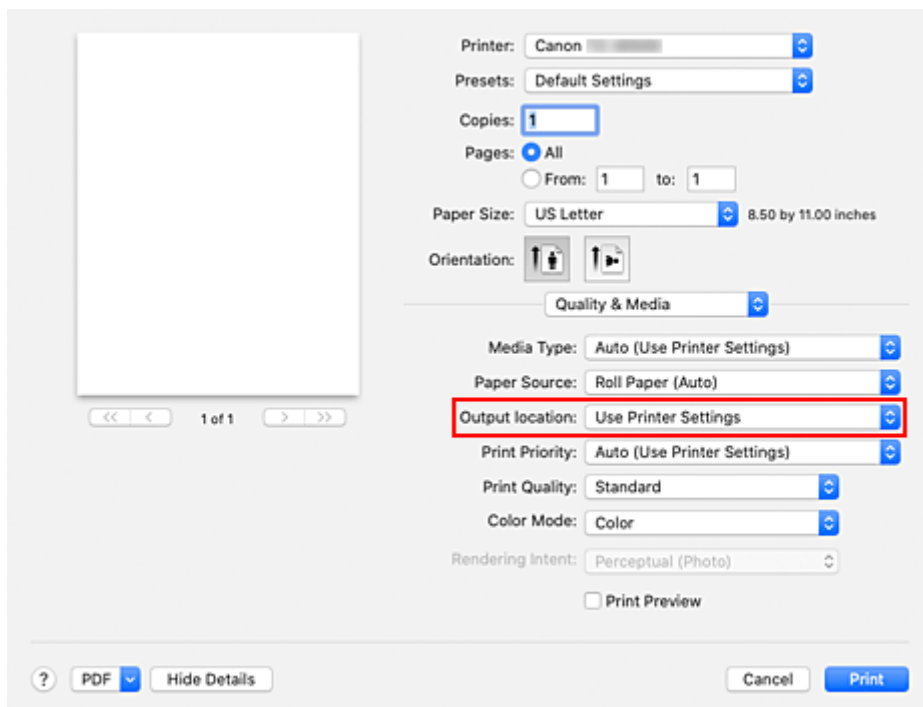 Printer: Canon
Presets: Default Settings
Copies: 1
Pages: All
From: 1 to: 1
Paper Size: US Letter 8.50 by 11.00 inches
Orientation:
Quality & Media
Media Type: Auto (Use Printer Settings)
Paper Source: Roll Paper (Auto)
<< < 1 of 1 > >>
Output location: Use Printer Settings
Print Priority: Auto (Use Printer Settings)
Print Quality: Standard
Color Mode: Color
Rendering Intent: Perceptual (Photo)
Print Preview
? PDF Hide Details Cancel Print